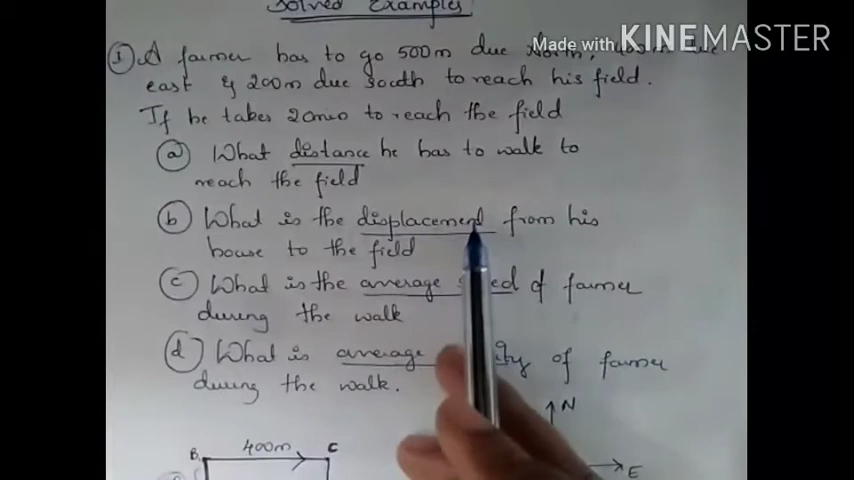 Solved Examples
Made with KINEMASTER
① A farmer has to go 500m due North, 400m due
east & 200m due south to reach his field.
If he takes 20min to reach the field
ⓐ What distance he has to walk to
reach the field
ⓑ What is the displacement from his
house to the field
ⓒ What is the average of farmer
during the walk
ⓓ What is average of farmer
during the walk.
N
400m
B C
E